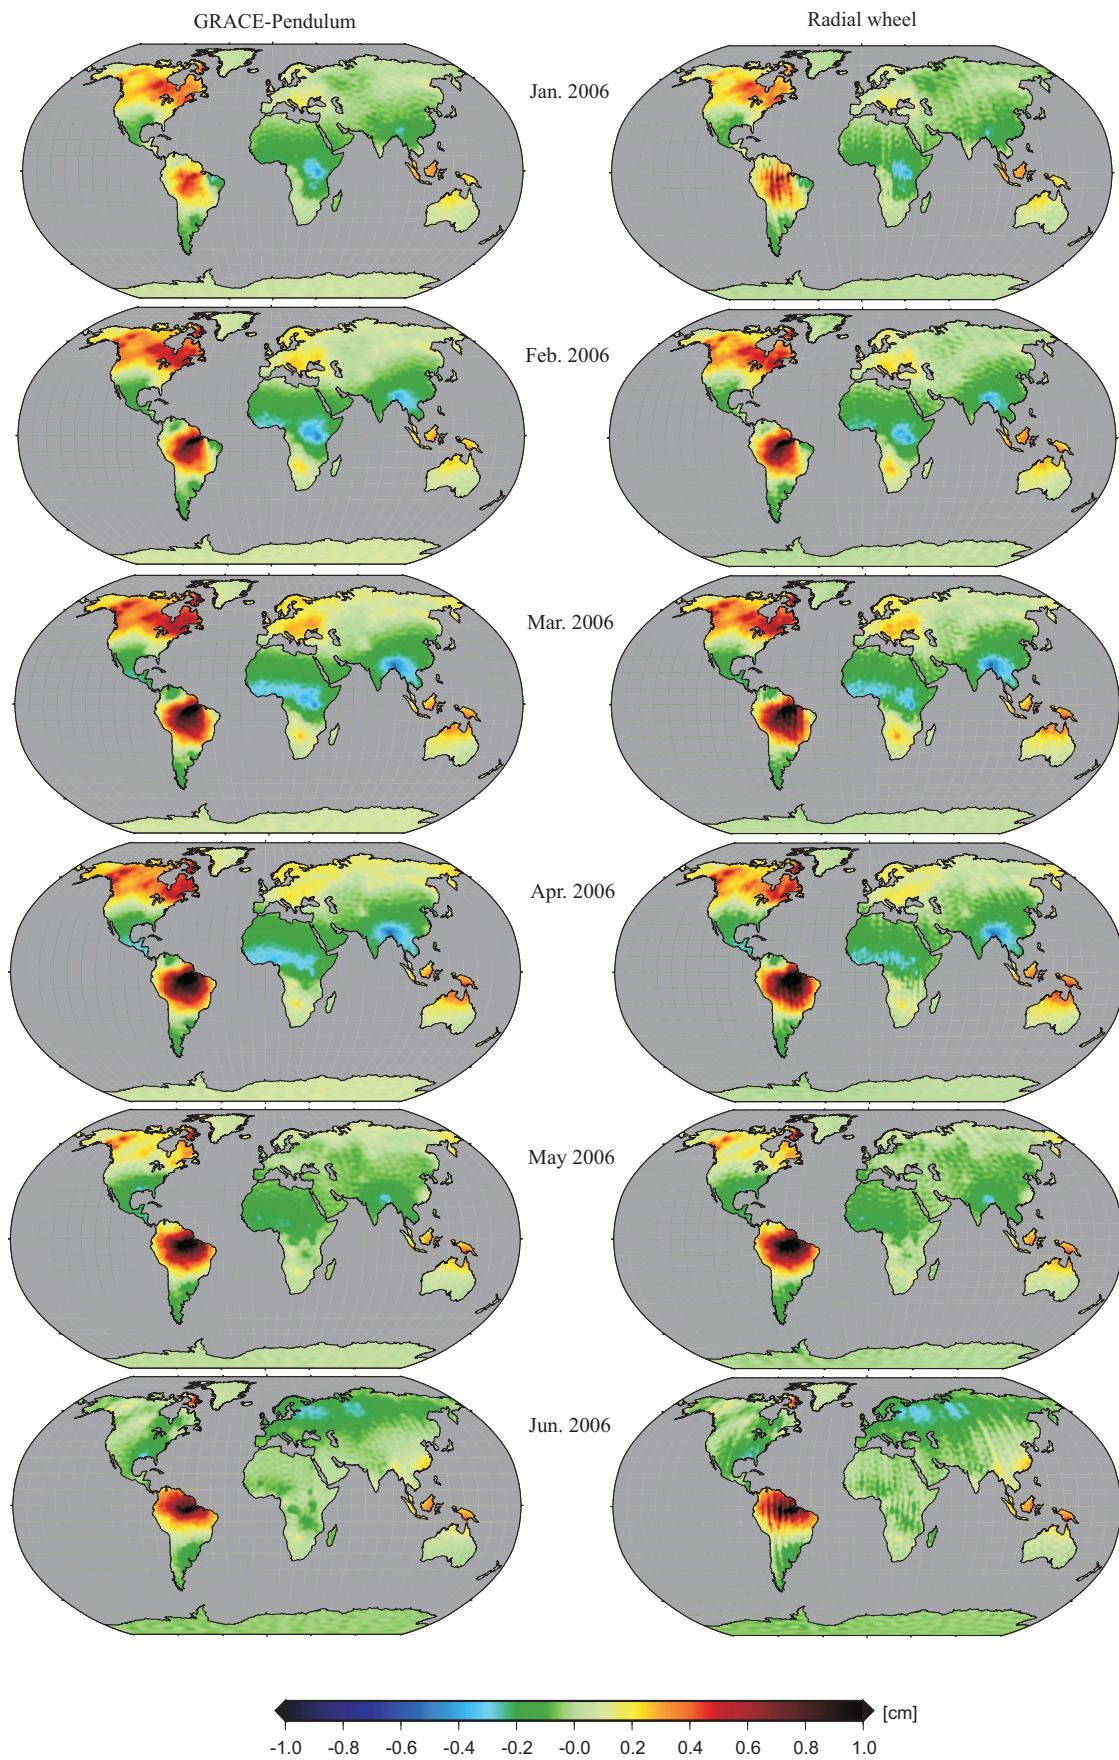 GRACE-Pendulum
Radial wheel
Jan. 2006
Feb. 2006
Mar. 2006
Apr. 2006
May 2006
Jun. 2006
[cm]
-1.0 -0.8 -0.6 -0.4 -0.2 -0.0 0.2 0.4 0.6 0.8 1.0